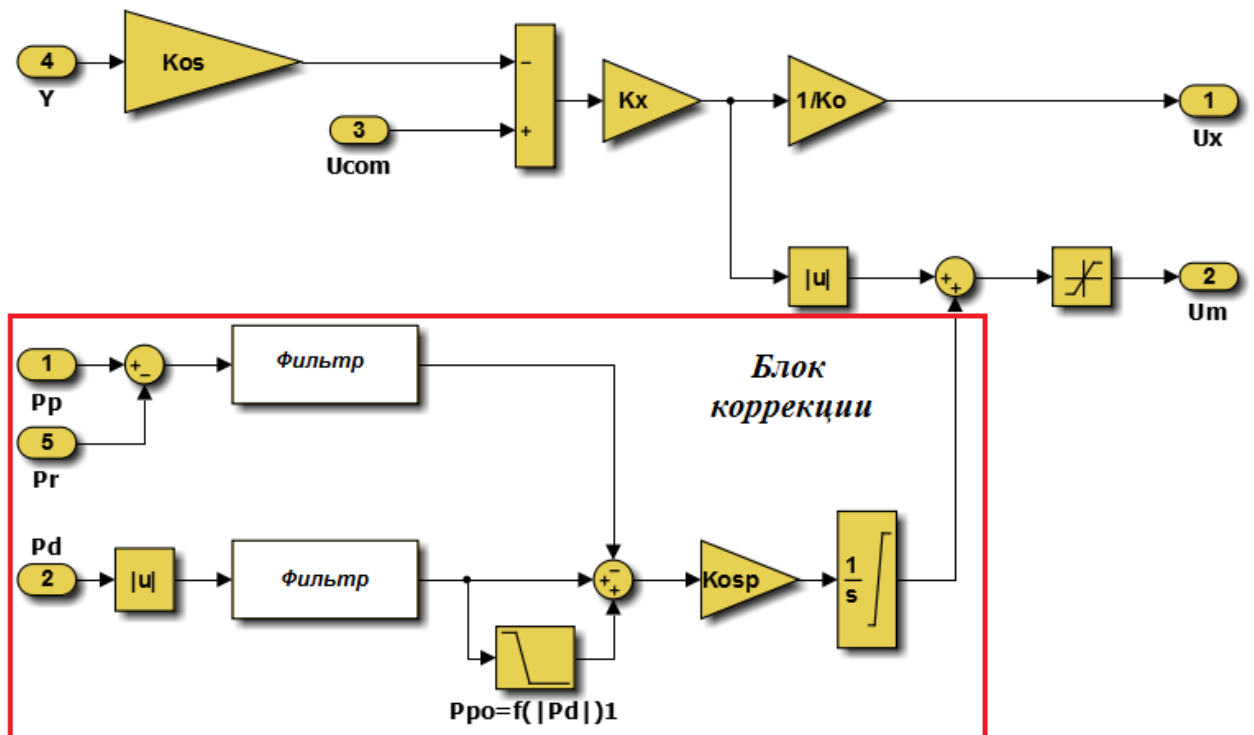 4
Y
Kos
3
Ucom
−
+
Kx
1/Ko
1
Ux
|u|
+
+
2
Um
1
Pp
+
−
5
Pr
Фильтр
Блок
коррекции
Pd
2
|u|
Фильтр
+
−
+
Ppo=f(|Pd|)1
Kosp
1
s